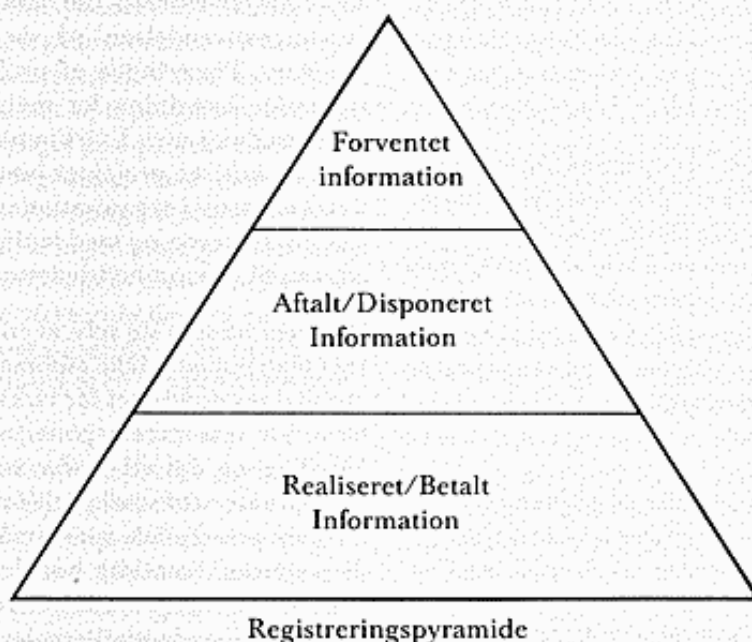 Forventet
information
Aftalt/Disponeret
Information
Realiseret/Betalt
Information
Registreringspyramide